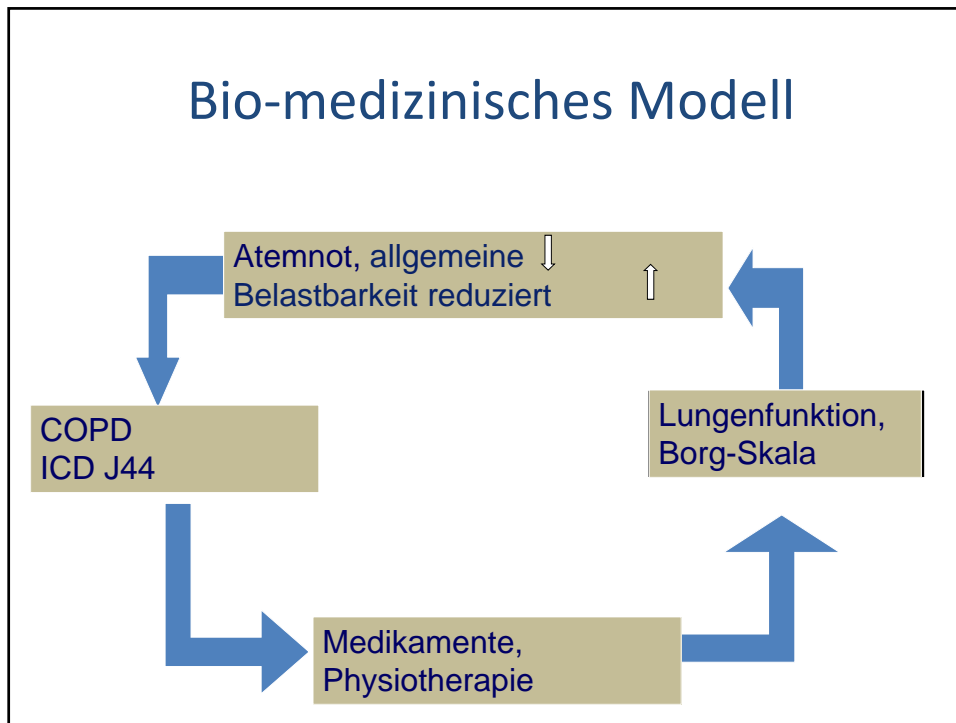 Bio-medizinisches Modell
Atemnot, allgemeine
Belastbarkeit reduziert
COPD
ICD J44
Lungenfunktion,
Borg-Skala
Medikamente,
Physiotherapie